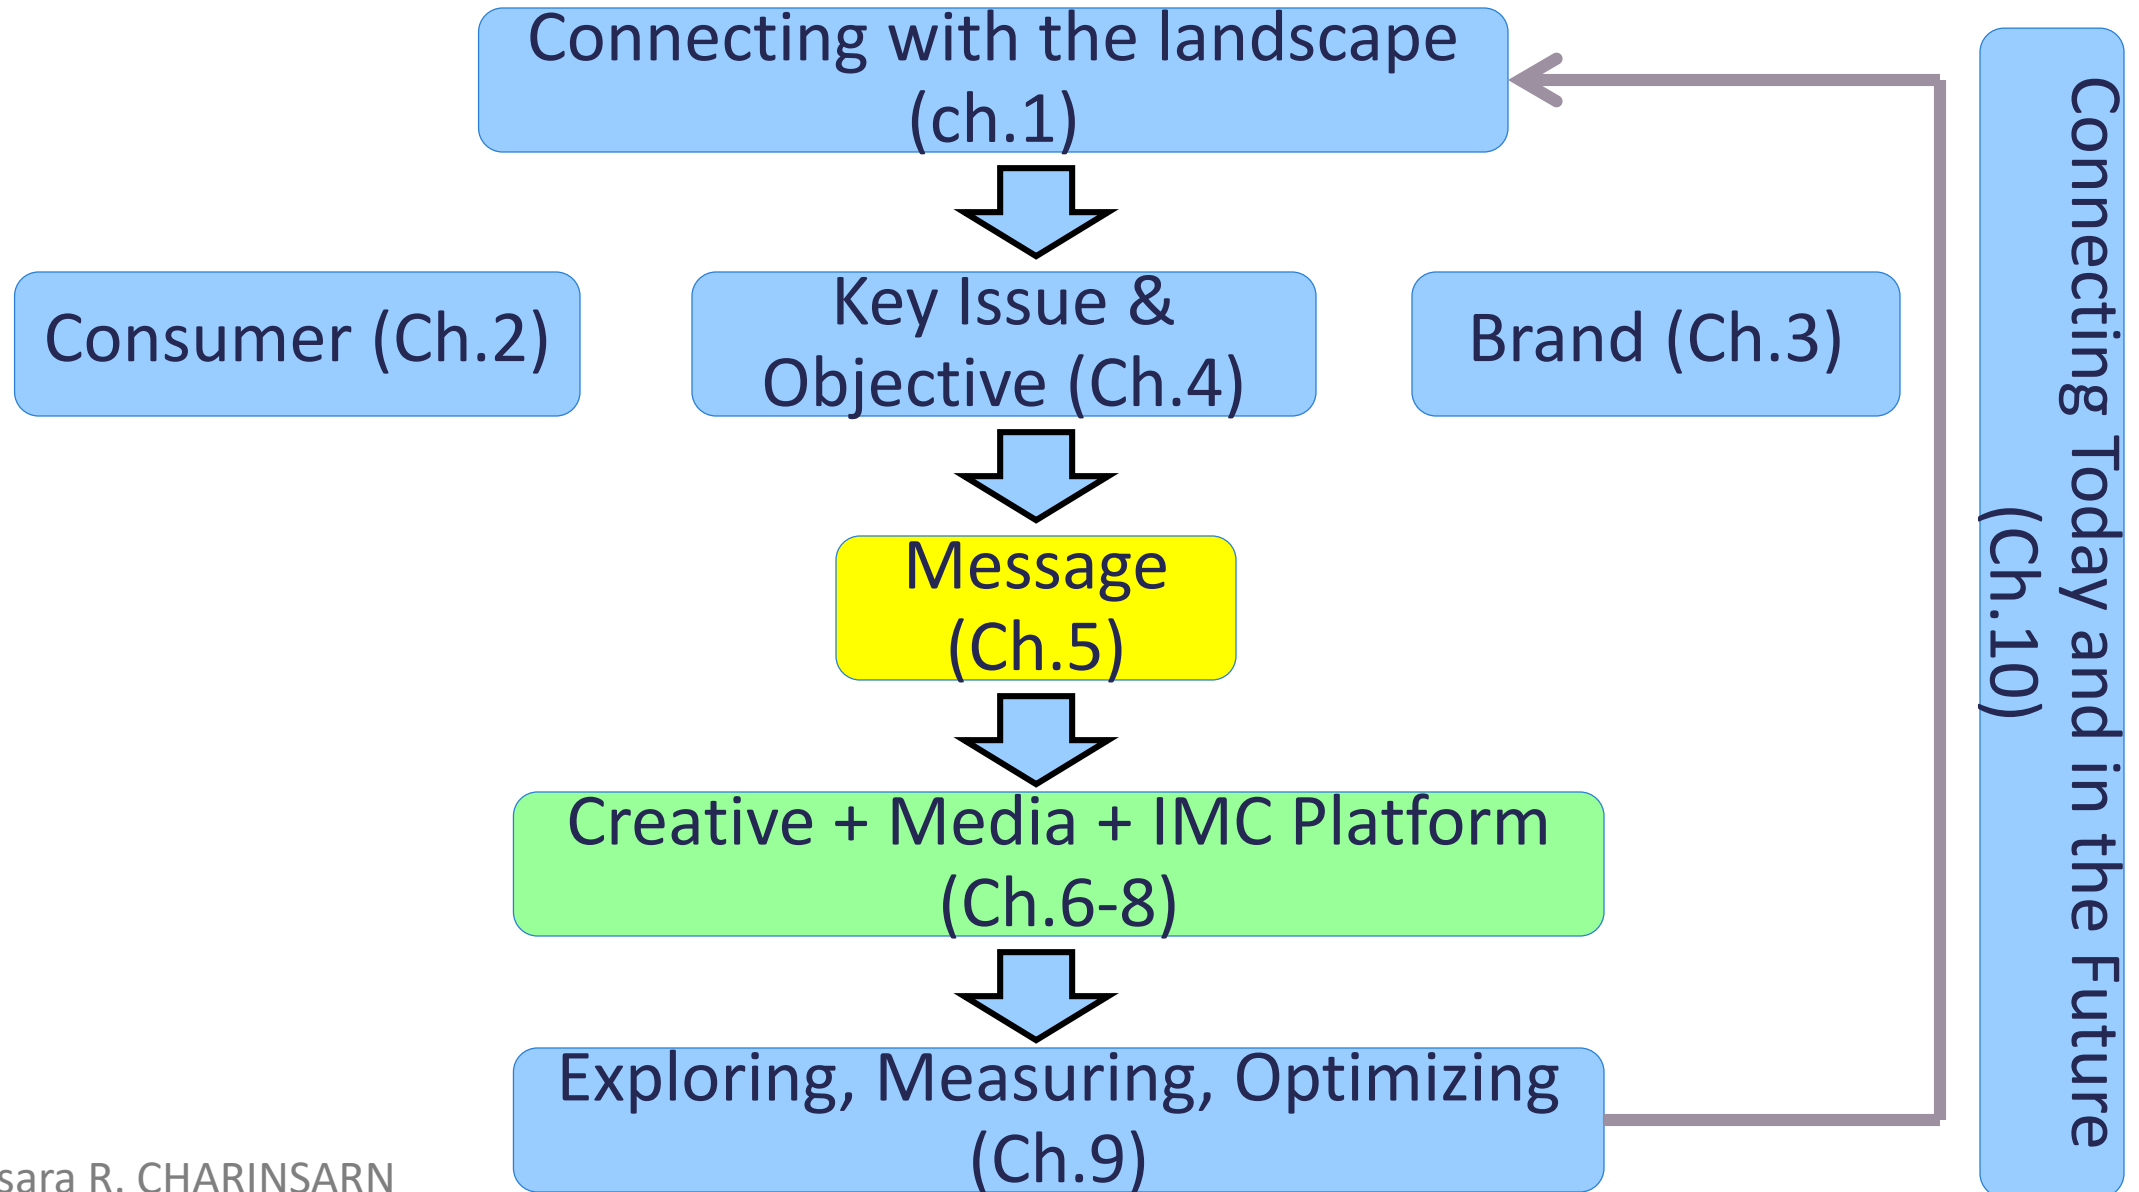 Connecting with the landscape
(ch.1)
Consumer (Ch.2)
Key Issue &
Objective (Ch.4)
Brand (Ch.3)
Message
(Ch.5)
Creative + Media + IMC Platform
(Ch.6-8)
Exploring, Measuring, Optimizing
(Ch.9)
Connecting Today and in the Future
(Ch.10)
R. CHARINSARN